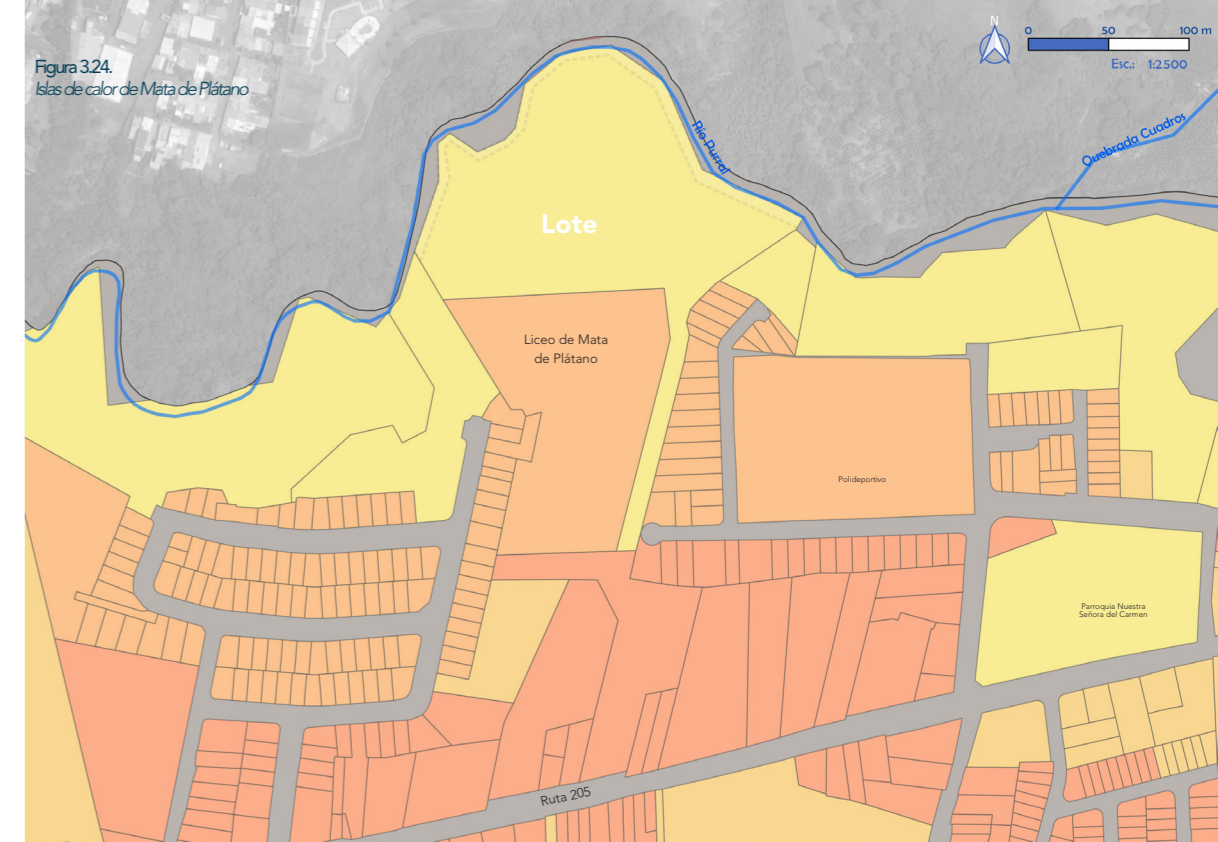 Figura 3.24.
Islas de calor de Mata de Plátano
N
0 50 100 m
Esc.: 1:2500
Río Purral
Quebrada Cuadros
Lote
Liceo de Mata
de Plátano
Polideportivo
Parroquia Nuestra
Señora del Carmen
Ruta 205